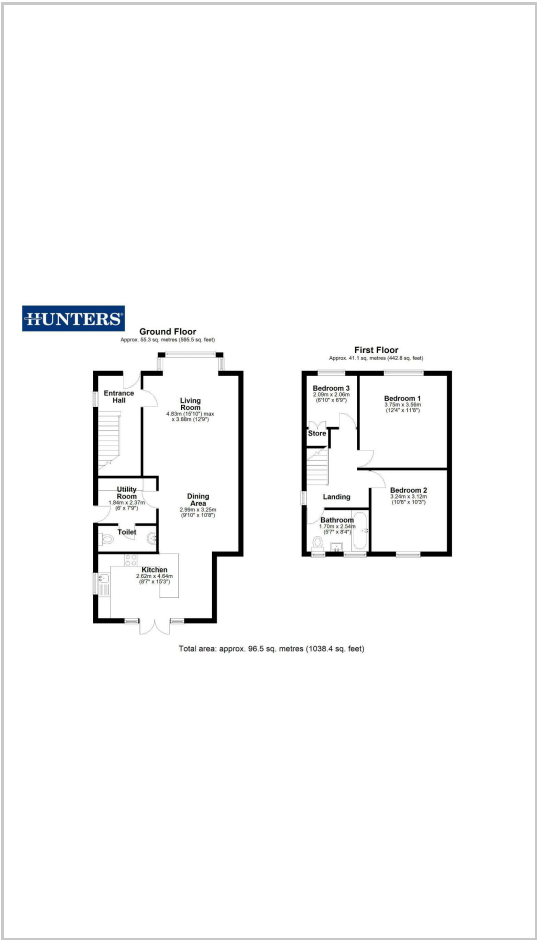 HUNTERS
Ground Floor
Approx. 55.3 sq. metres (595.5 sq. feet)
Entrance
Hall
Living
Room
4.83m (15'10") max
x 3.88m (12'9")
Utility
Room
1.84m x 2.37m
(6' x 7'9")
Dining
Area
2.99m x 3.25m
(9'10" x 10'8")
Toilet
Kitchen
2.62m x 4.64m
(8'7" x 15'3")
First Floor
Approx. 41.1 sq. metres (442.8 sq. feet)
Bedroom 3
2.09m x 2.06m
(6'10" x 6'9")
Bedroom 1
3.75m x 3.56m
(12'4" x 11'8")
Store
Bedroom 2
3.24m x 3.12m
(10'8" x 10'3")
Landing
Bathroom
1.70m x 2.54m
(5'7" x 8'4")
Total area: approx. 96.5 sq. metres (1038.4 sq. feet)